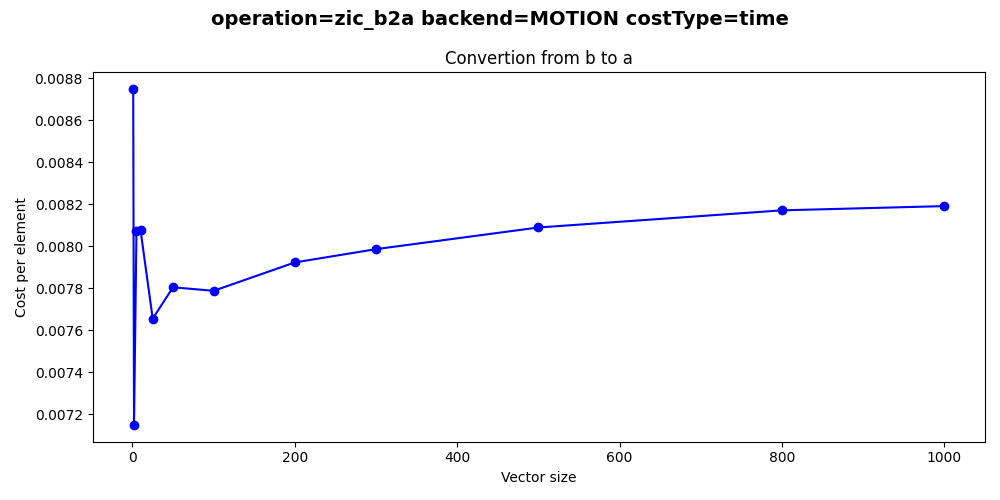 operation=zic_b2a backend=MOTION costType=time
Convertion from b to a
0.0088
0.0086
0.0084
0.0082
0.0080
0.0078
0.0076
0.0074
0.0072
Cost per element
0 200 400 600 800 1000
Vector size